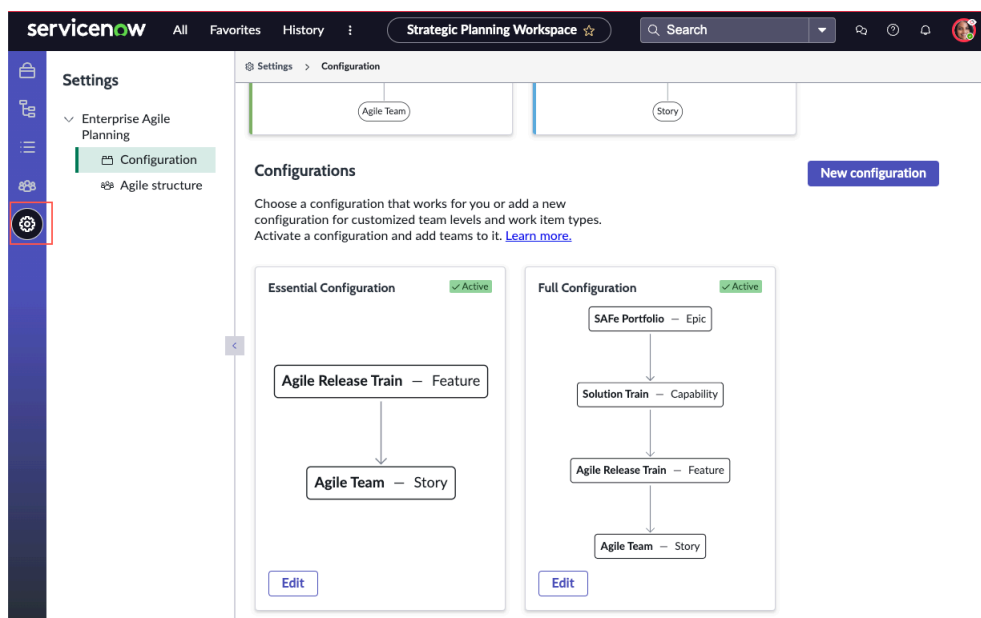 servicenow All Favorites History Strategic Planning Workspace Search
Settings > Configuration
Settings
Enterprise Agile
Planning
Configuration
Agile structure
Agile Team
Story
Configurations
New configuration
Choose a configuration that works for you or add a new
configuration for customized team levels and work item types.
Activate a configuration and add teams to it. Learn more.
Essential Configuration
Active
Agile Release Train — Feature
Agile Team — Story
Edit
Full Configuration
Active
SAFe Portfolio — Epic
Solution Train — Capability
Agile Release Train — Feature
Agile Team — Story
Edit